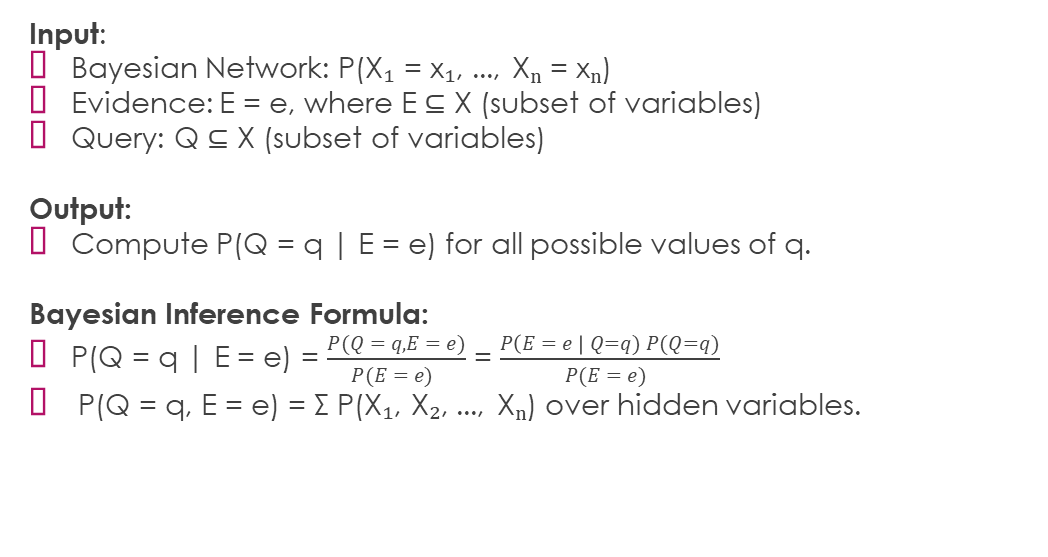 Input:
▯ Bayesian Network: P(X₁ = x₁, ..., Xₙ = xₙ)
▯ Evidence: E = e, where E ⊆ X (subset of variables)
▯ Query: Q ⊆ X (subset of variables)
Output:
▯ Compute P(Q = q | E = e) for all possible values of q.
Bayesian Inference Formula:
▯ P(Q = q | E = e) = P(Q = q,E = e) / P(E = e) = P(E = e | Q=q) P(Q=q) / P(E = e)
▯ P(Q = q, E = e) = Σ P(X₁, X₂, ..., Xₙ) over hidden variables.